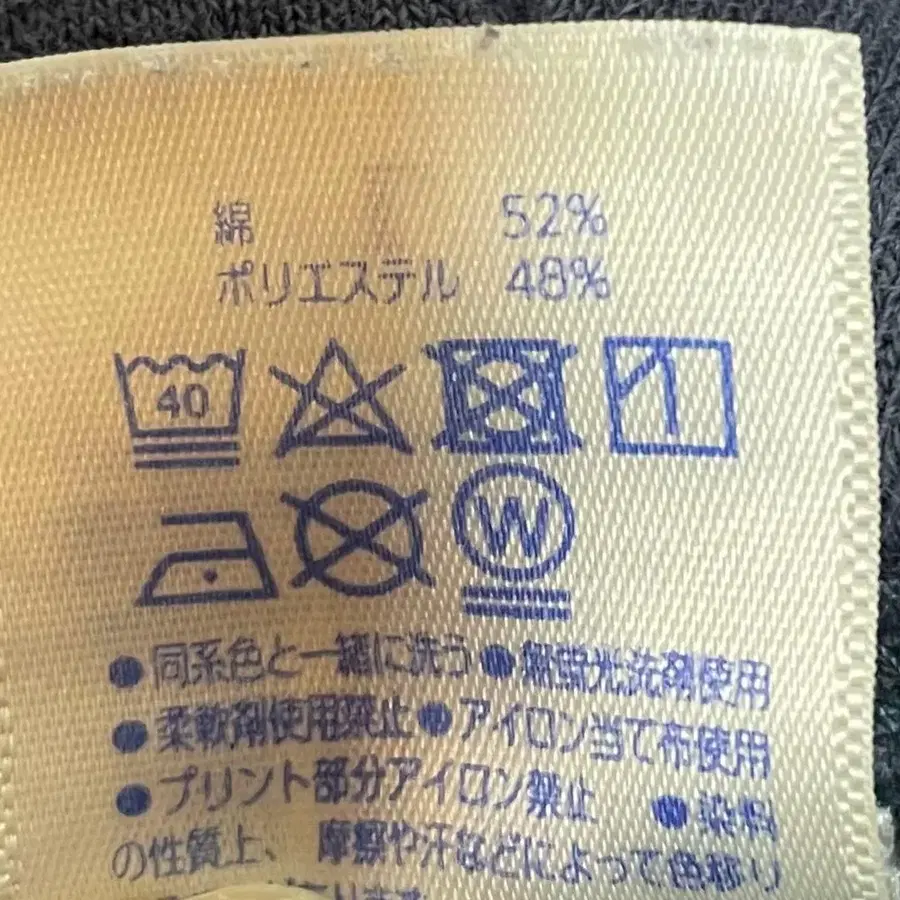 綿 52%
ポリエステル 48%
40
W
●同系色と一緒に洗う●無蛍光洗剤使用
●柔軟剤使用禁止●アイロン当て布使用
●プリント部分アイロン禁止 ●染料
の性質上、摩擦や汗などによって色移り